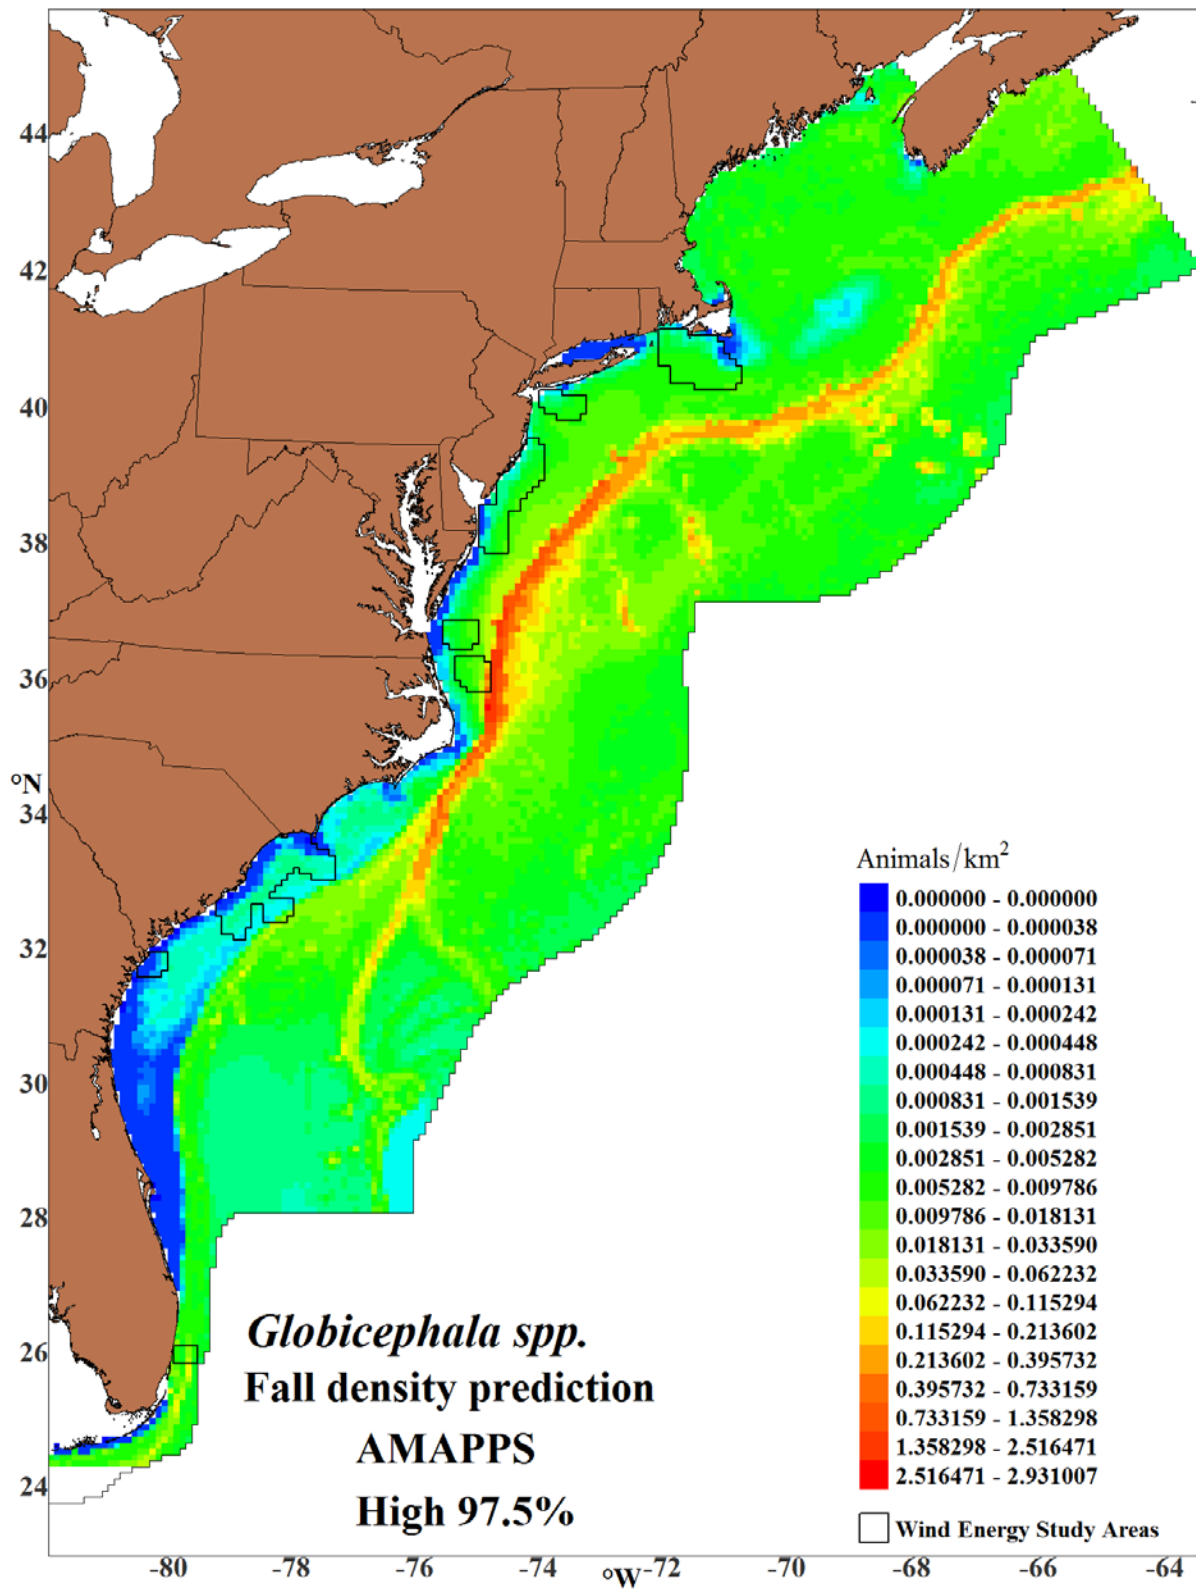 44
42
40
38
36
°N
34
32
30
28
26
24
Animals/km²
0.000000 - 0.000000
0.000000 - 0.000038
0.000038 - 0.000071
0.000071 - 0.000131
0.000131 - 0.000242
0.000242 - 0.000448
0.000448 - 0.000831
0.000831 - 0.001539
0.001539 - 0.002851
0.002851 - 0.005282
0.005282 - 0.009786
0.009786 - 0.018131
0.018131 - 0.033590
0.033590 - 0.062232
0.062232 - 0.115294
0.115294 - 0.213602
0.213602 - 0.395732
0.395732 - 0.733159
0.733159 - 1.358298
1.358298 - 2.516471
2.516471 - 2.931007
Wind Energy Study Areas
Globicephala spp.
Fall density prediction
AMAPPS
High 97.5%
-80 -78 -76 -74 °W -72 -70 -68 -66 -64